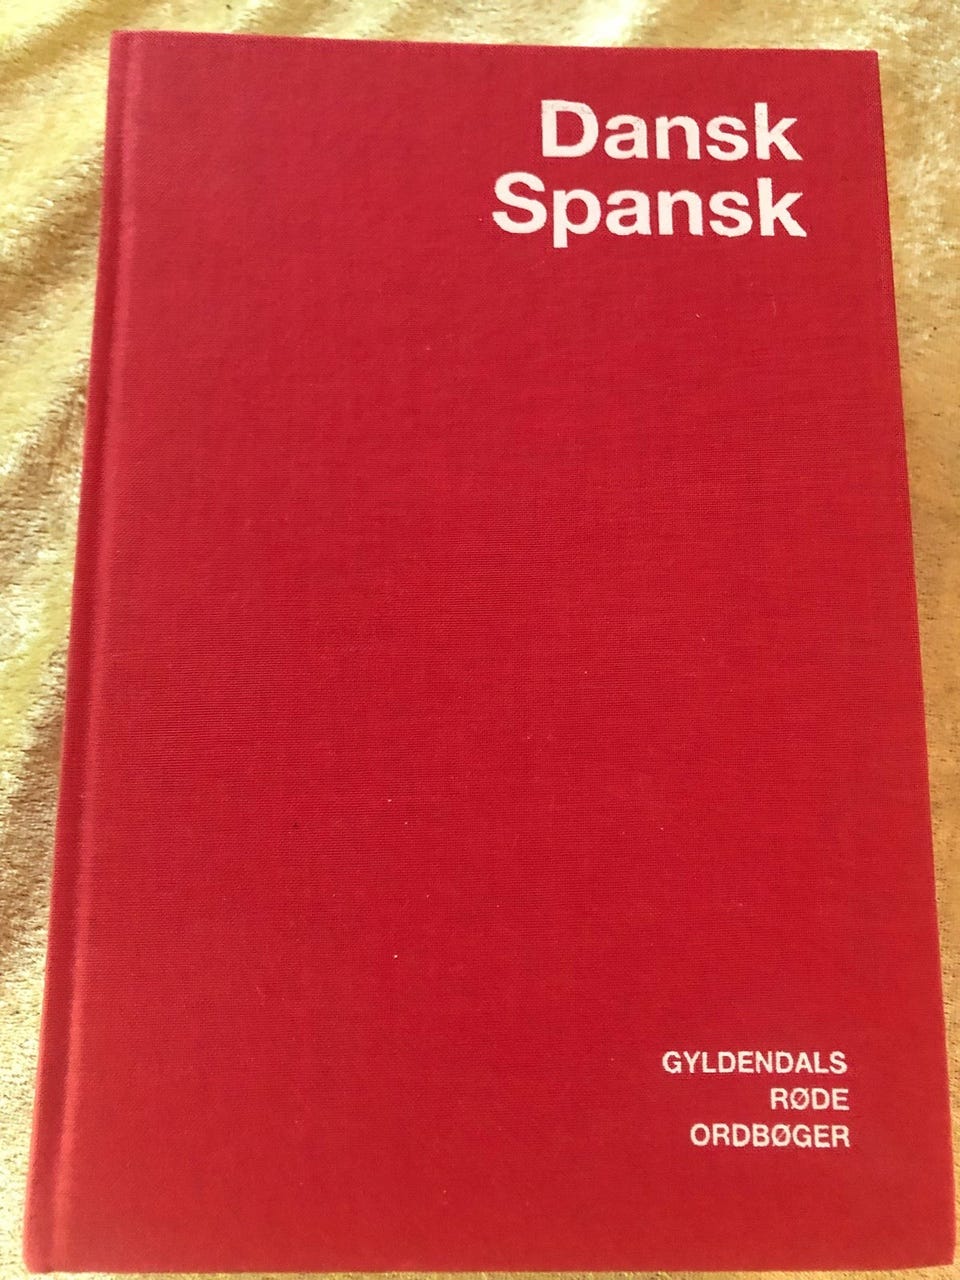 Dansk
Spansk
GYLDENDALS
RØDE
ORDBØGER